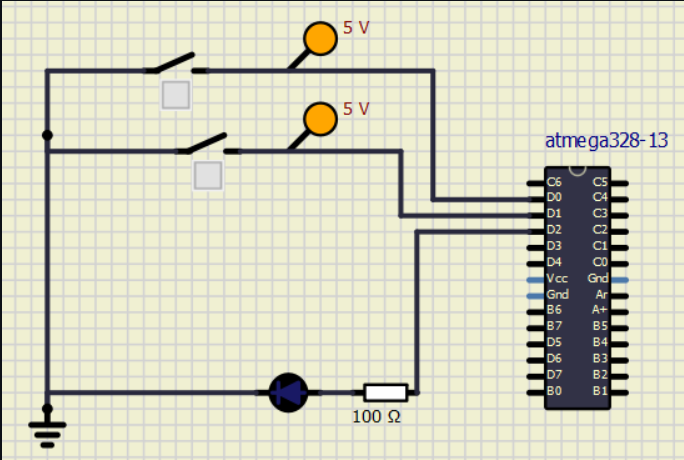 5 V
5 V
atmega328-13
C6 C5
D0 C4
D1 C3
D2 C2
D3 C1
D4 C0
Vcc Gnd
Gnd Ar
B6 A+
B7 B5
D5 B4
D6 B3
D7 B2
B0 B1
100 Ω